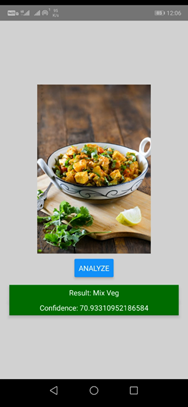 12:06
ANALYZE
Result: Mix Veg
Confidence: 70.93310952186584